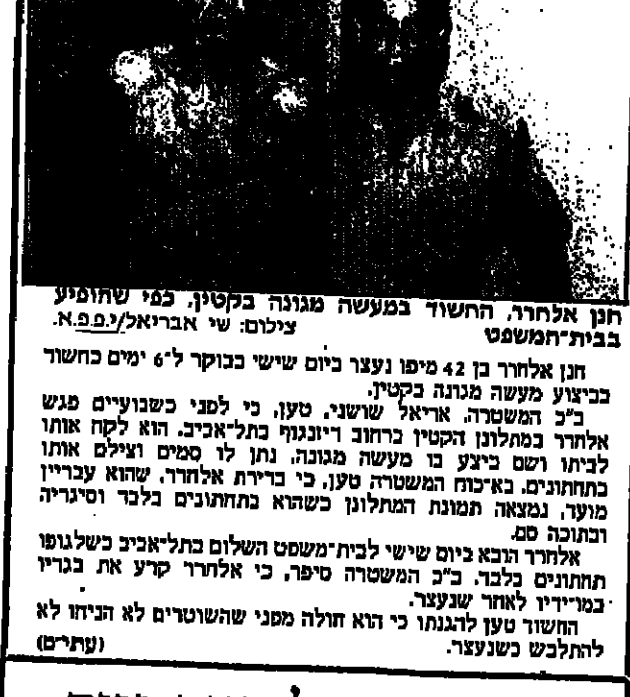 חנן אלחרר, החשוד במעשה מגונה בקטין, כפי שהופיע
בבית־המשפט
צילום: שי אבריאל/י.פ.פ.א.
חנן אלחרר בן 42 מיפו נעצר ביום שישי בבוקר ל־6 ימים כחשוד
בביצוע מעשה מגונה בקטין.
ב״כ המשטרה, אריאל שושני, טען, כי לפני כשבועיים פגש
אלחרר במתלונן הקטין ברחוב דיזנגוף בתל־אביב. הוא לקח אותו
לביתו ושם ביצע בו מעשה מגונה, נתן לו סמים וצילם אותו
בתחתונים. בא־כוח המשטרה טען, כי בדירת אלחרר, שהוא עבריין
מועד, נמצאה תמונת המתלונן כשהוא בתחתונים בלבד וסיגריה
ובתוכה סם.
אלחרר הובא ביום שישי לבית־משפט השלום בתל־אביב כשלגופו
תחתונים בלבד. ב״כ המשטרה סיפר, כי אלחרר קרע את בגדיו
במו־ידיו לאחר שנעצר.
החשוד טען להגנתו כי הוא חולה מפני שהשוטרים לא הניחו לא
להתלבש כשנעצר.
(עתי״ם)